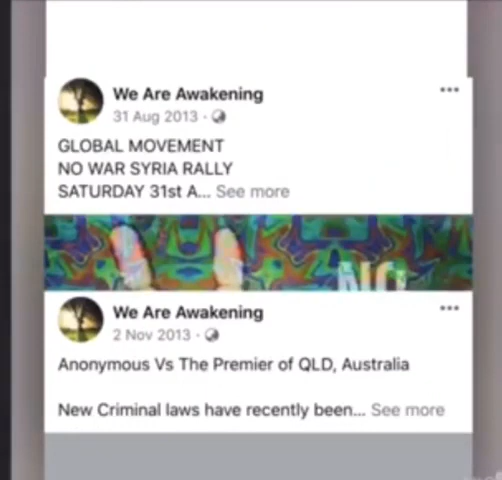 We Are Awakening
31 Aug 2013 ·
GLOBAL MOVEMENT
NO WAR SYRIA RALLY
SATURDAY 31st A... See more
NO
We Are Awakening
2 Nov 2013 ·
Anonymous Vs The Premier of QLD, Australia
New Criminal laws have recently been... See more